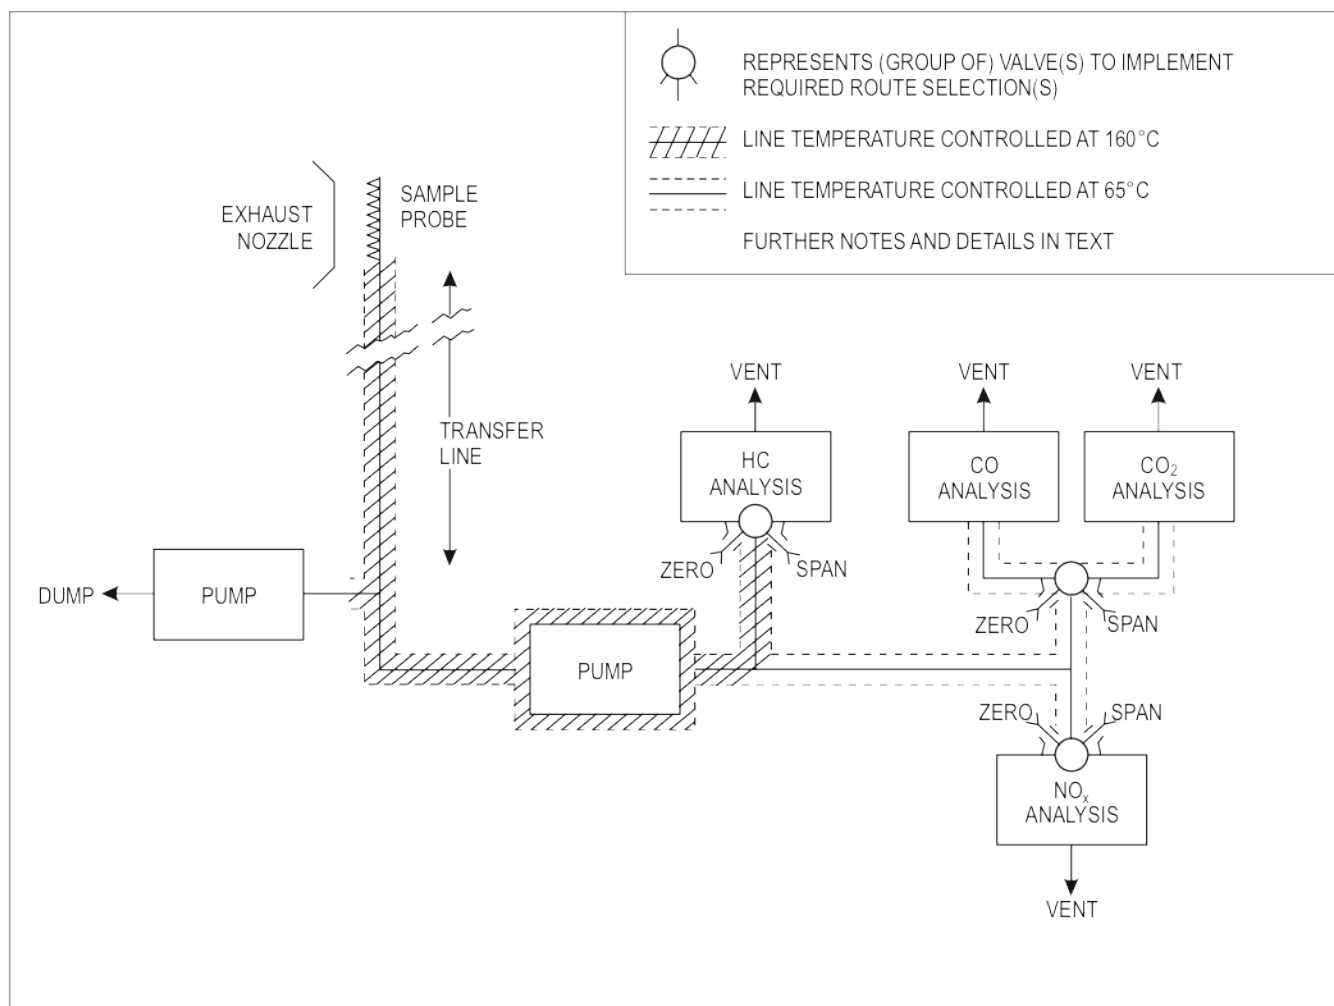 REPRESENTS (GROUP OF) VALVE(S) TO IMPLEMENT
REQUIRED ROUTE SELECTION(S)
LINE TEMPERATURE CONTROLLED AT 160°C
LINE TEMPERATURE CONTROLLED AT 65°C
FURTHER NOTES AND DETAILS IN TEXT
EXHAUST
NOZZLE
SAMPLE
PROBE
TRANSFER
LINE
VENT
VENT
VENT
HC
ANALYSIS
CO
ANALYSIS
CO₂
ANALYSIS
ZERO
SPAN
DUMP
PUMP
ZERO
SPAN
PUMP
ZERO
SPAN
NOₓ
ANALYSIS
VENT